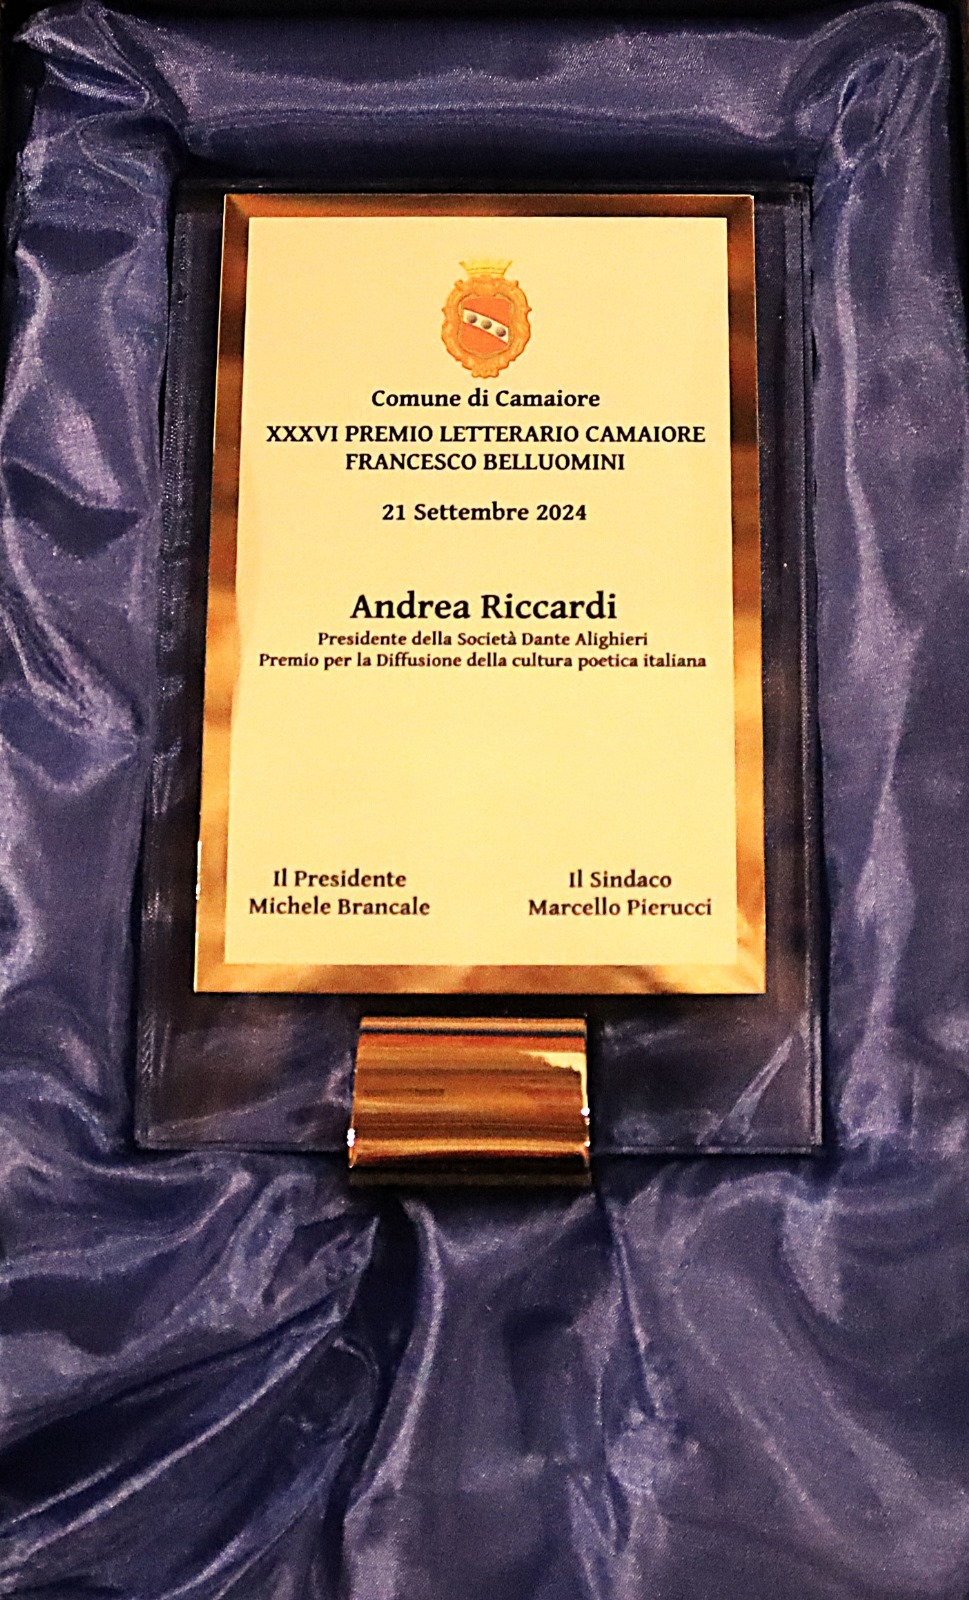 Comune di Camaiore
XXXVI PREMIO LETTERARIO CAMAIORE
FRANCESCO BELLUOMINI
21 Settembre 2024
Andrea Riccardi
Presidente della Società Dante Alighieri
Premio per la Diffusione della cultura poetica italiana
Il Presidente
Michele Brancale
Il Sindaco
Marcello Pierucci